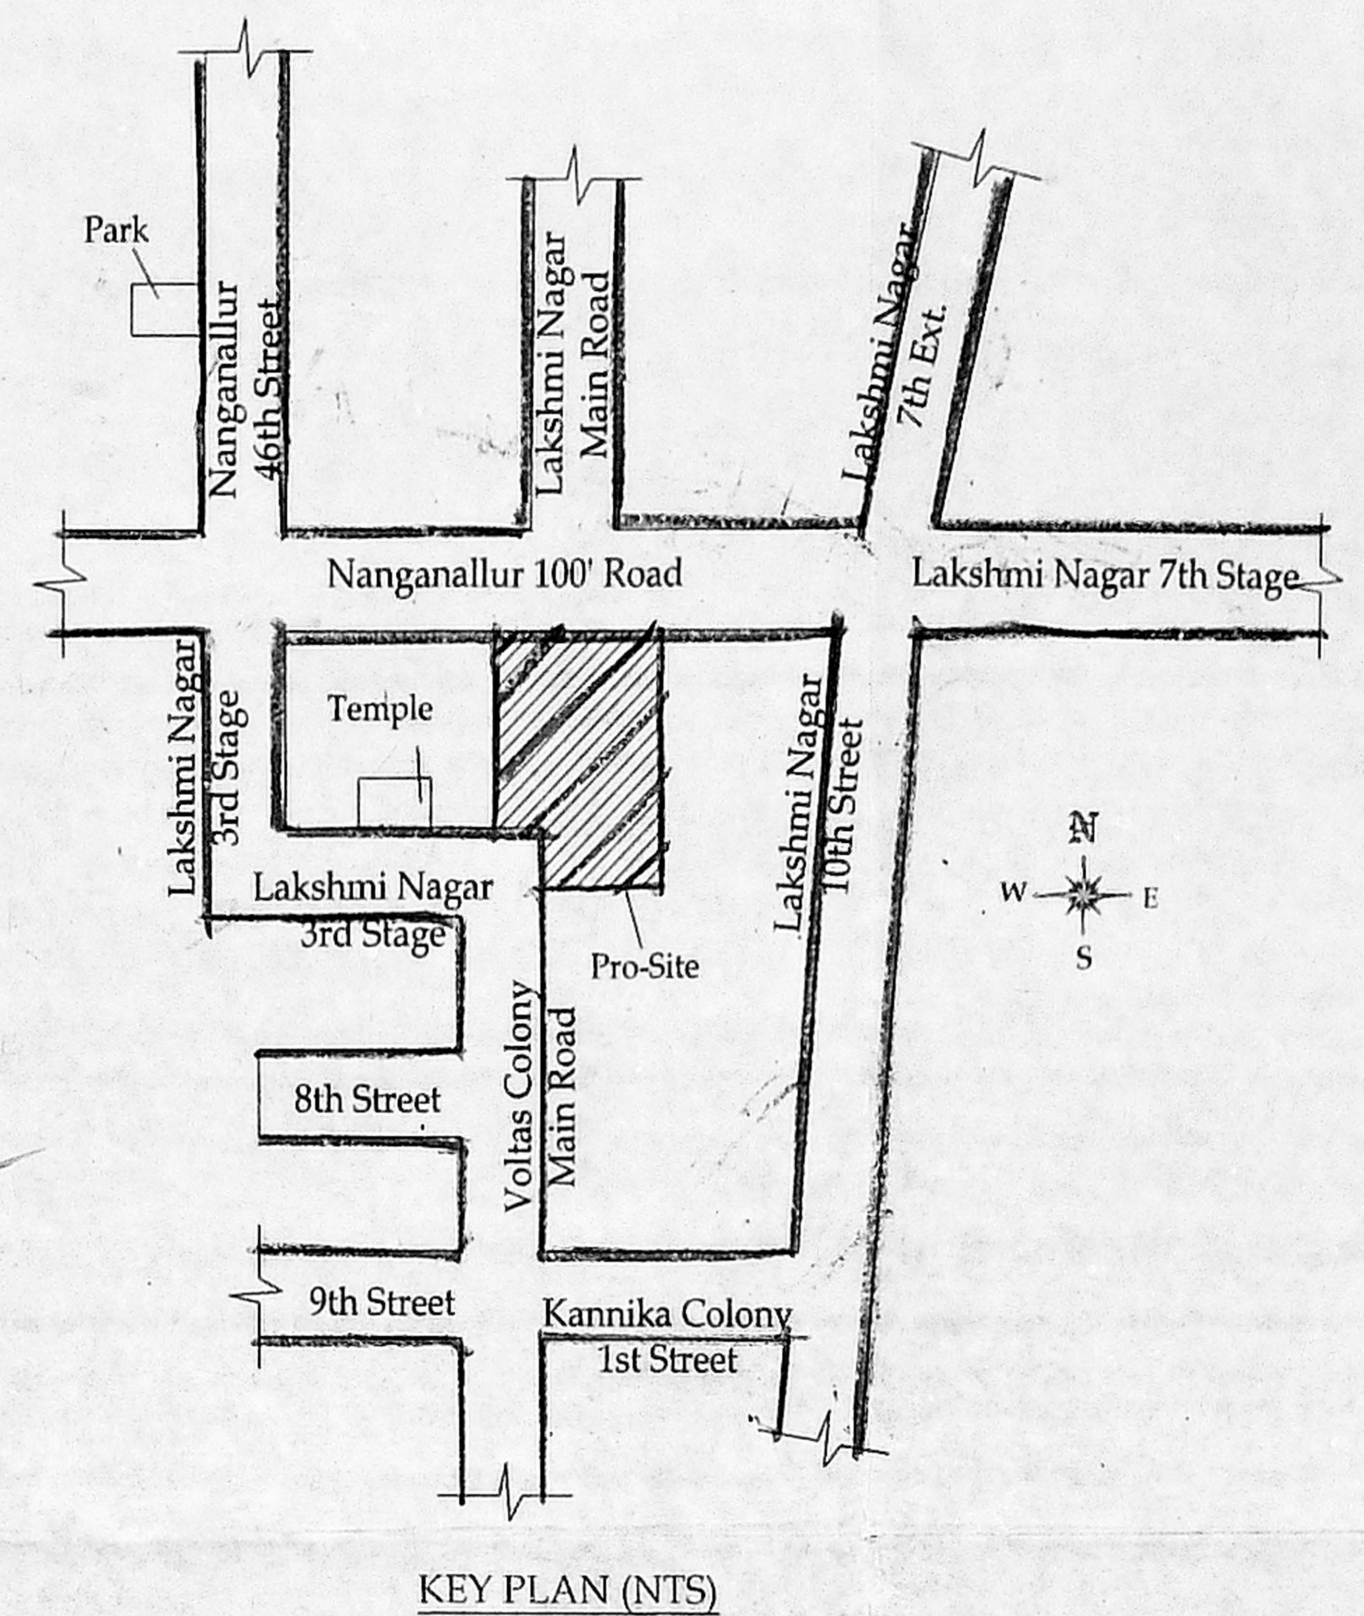 Park
Nanganallur
46th Street
Lakshmi Nagar
Main Road
Lakshmi Nagar
7th Ext.
Nanganallur 100' Road
Lakshmi Nagar 7th Stage
Lakshmi Nagar
3rd Stage
Temple
Lakshmi Nagar
10th Street
N
W
E
S
Lakshmi Nagar
3rd Stage
Pro-Site
Voltas Colony
Main Road
8th Street
9th Street
Kannika Colony
1st Street
KEY PLAN (NTS)